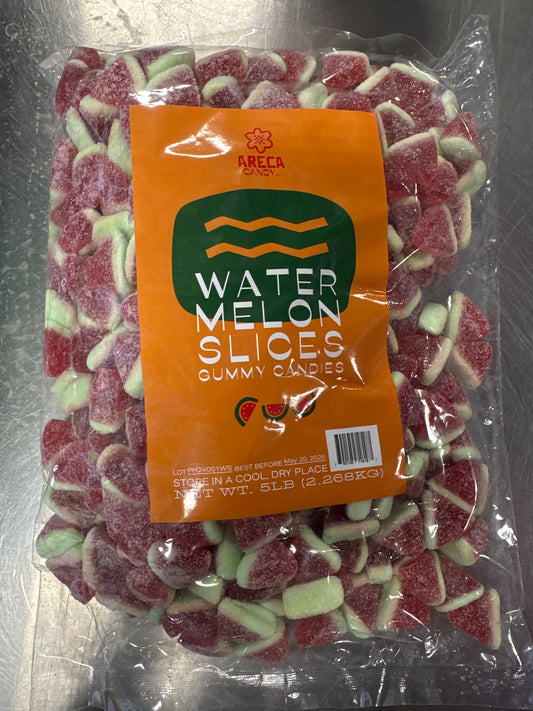 ARECA
CANDY
WATER
MELON
SLICES
GUMMY CANDIES
LOT PH24001WS BEST BEFORE May 20, 2026
STORE IN A COOL, DRY PLACE
NET WT. 5LB (2.268KG)